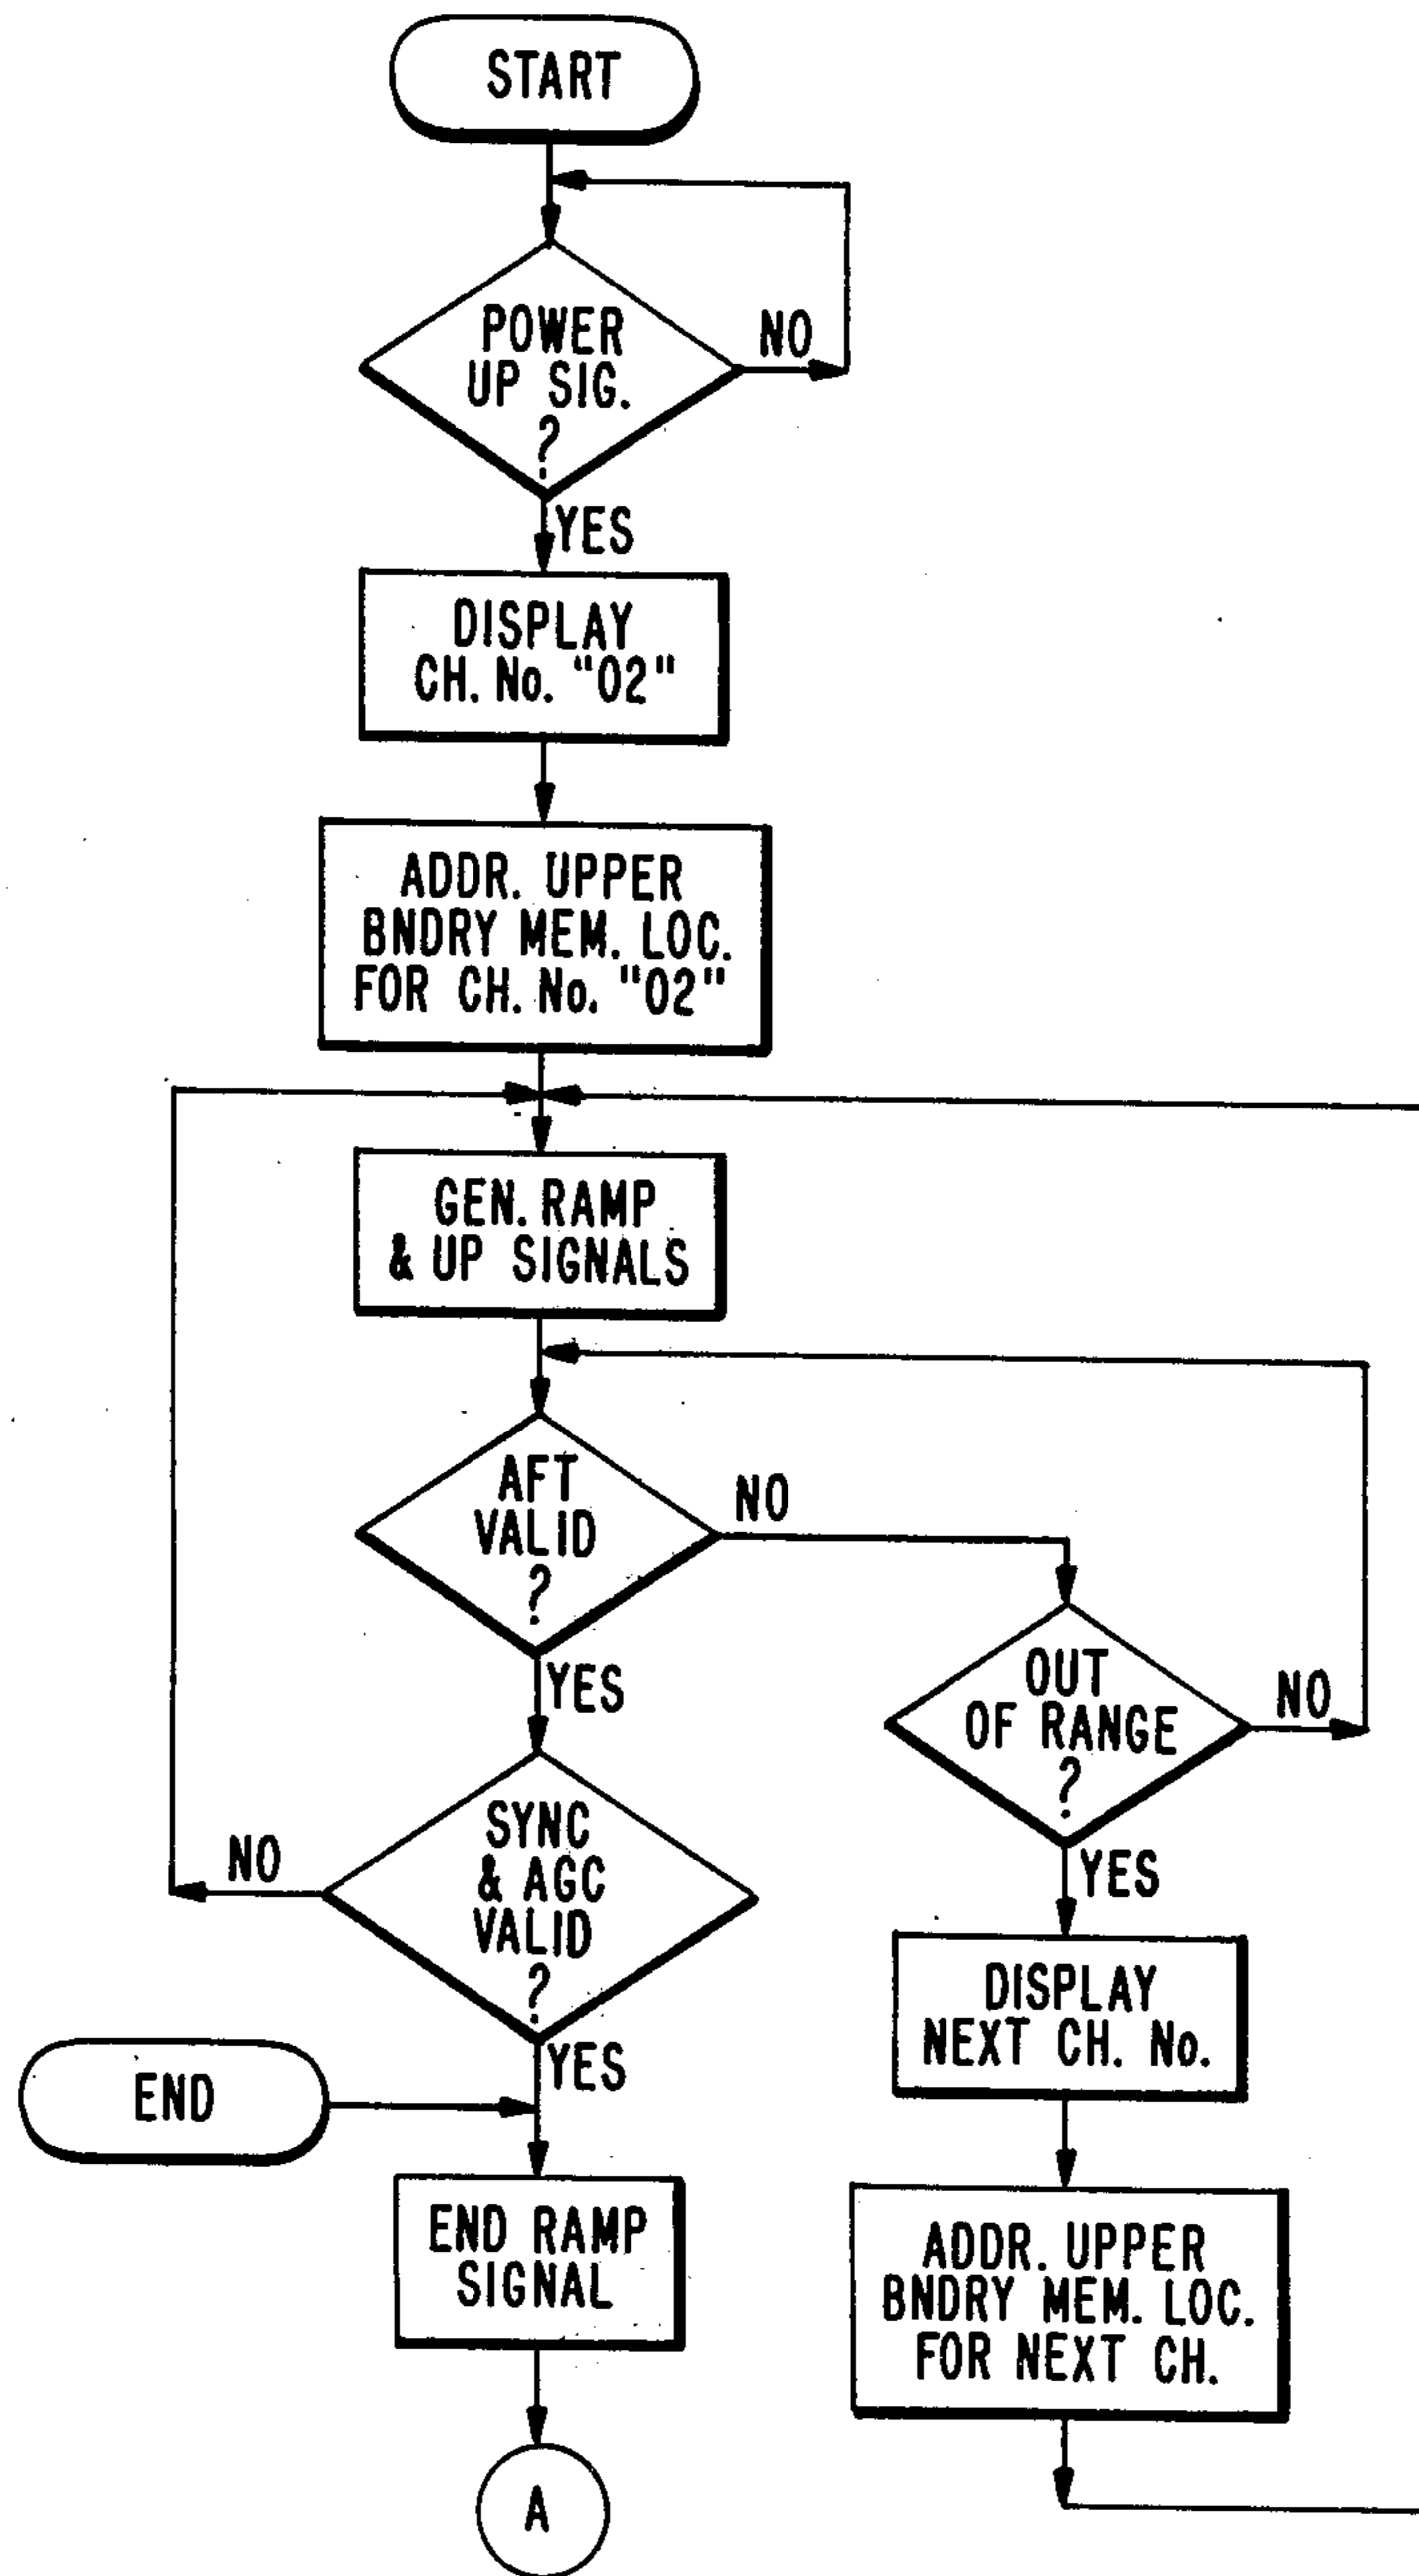 START
POWER
UP SIG.
?
NO
YES
DISPLAY
CH. No. "02"
ADDR. UPPER
BNDRY MEM. LOC.
FOR CH. No. "02"
GEN. RAMP
& UP SIGNALS
AFT
VALID
?
NO
YES
OUT
OF RANGE
?
NO
YES
SYNC
& AGC
VALID
?
NO
YES
DISPLAY
NEXT CH. No.
END
END RAMP
SIGNAL
ADDR. UPPER
BNDRY MEM. LOC.
FOR NEXT CH.
A